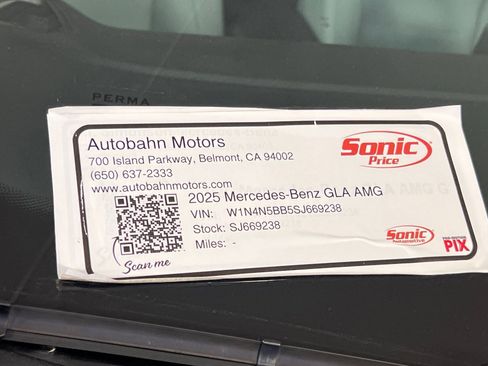 PERMA
Autobahn Motors
700 Island Parkway, Belmont, CA 94002
(650) 637-2333
www.autobahnmotors.com
Sonic
Price
2025 Mercedes-Benz GLA AMG
VIN: W1N4N5BB5SJ669238
Stock: SJ669238
Miles: -
Scan me
Sonic
Automotive
PIX